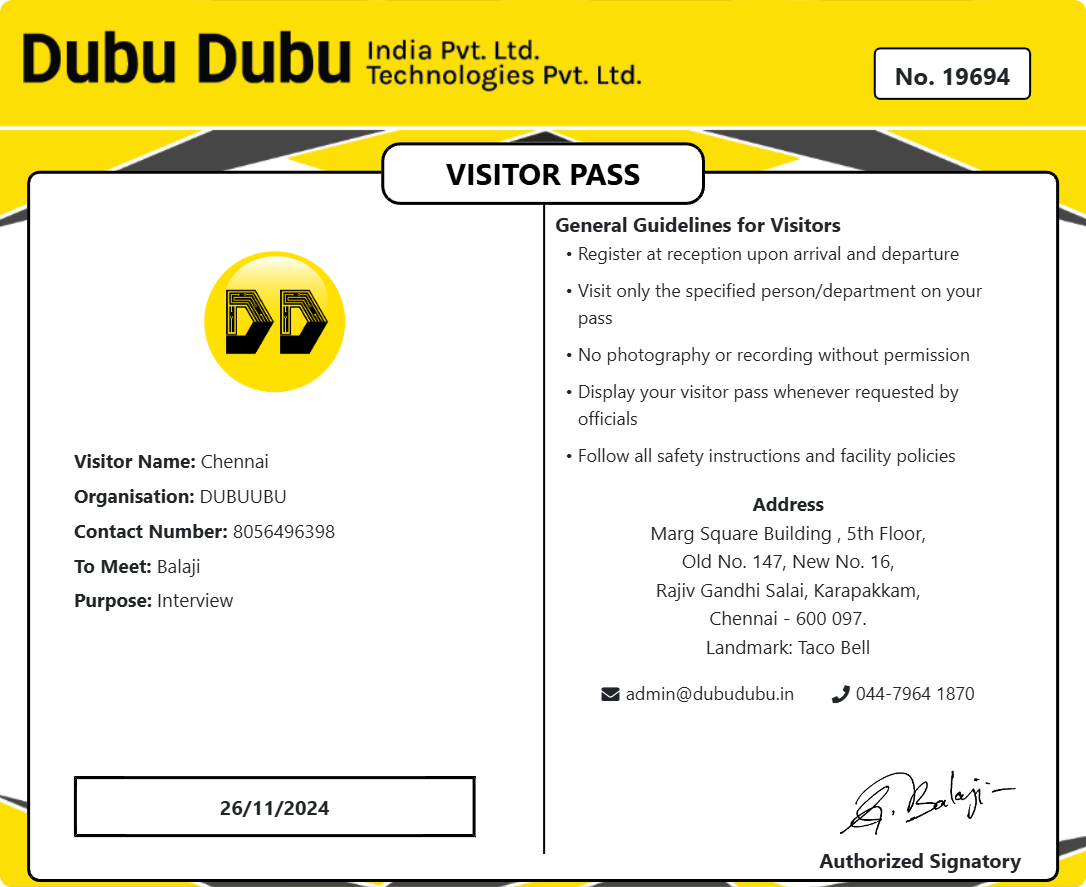 Dubu Dubu India Pvt. Ltd.
Technologies Pvt. Ltd.
No. 19694
VISITOR PASS
DD
Visitor Name: Chennai
Organisation: DUBUUBU
Contact Number: 8056496398
To Meet: Balaji
Purpose: Interview
26/11/2024
General Guidelines for Visitors
• Register at reception upon arrival and departure
• Visit only the specified person/department on your
pass
• No photography or recording without permission
• Display your visitor pass whenever requested by
officials
• Follow all safety instructions and facility policies
Address
Marg Square Building , 5th Floor,
Old No. 147, New No. 16,
Rajiv Gandhi Salai, Karapakkam,
Chennai - 600 097.
Landmark: Taco Bell
admin@dubudubu.in 044-7964 1870
G. Balaji
Authorized Signatory